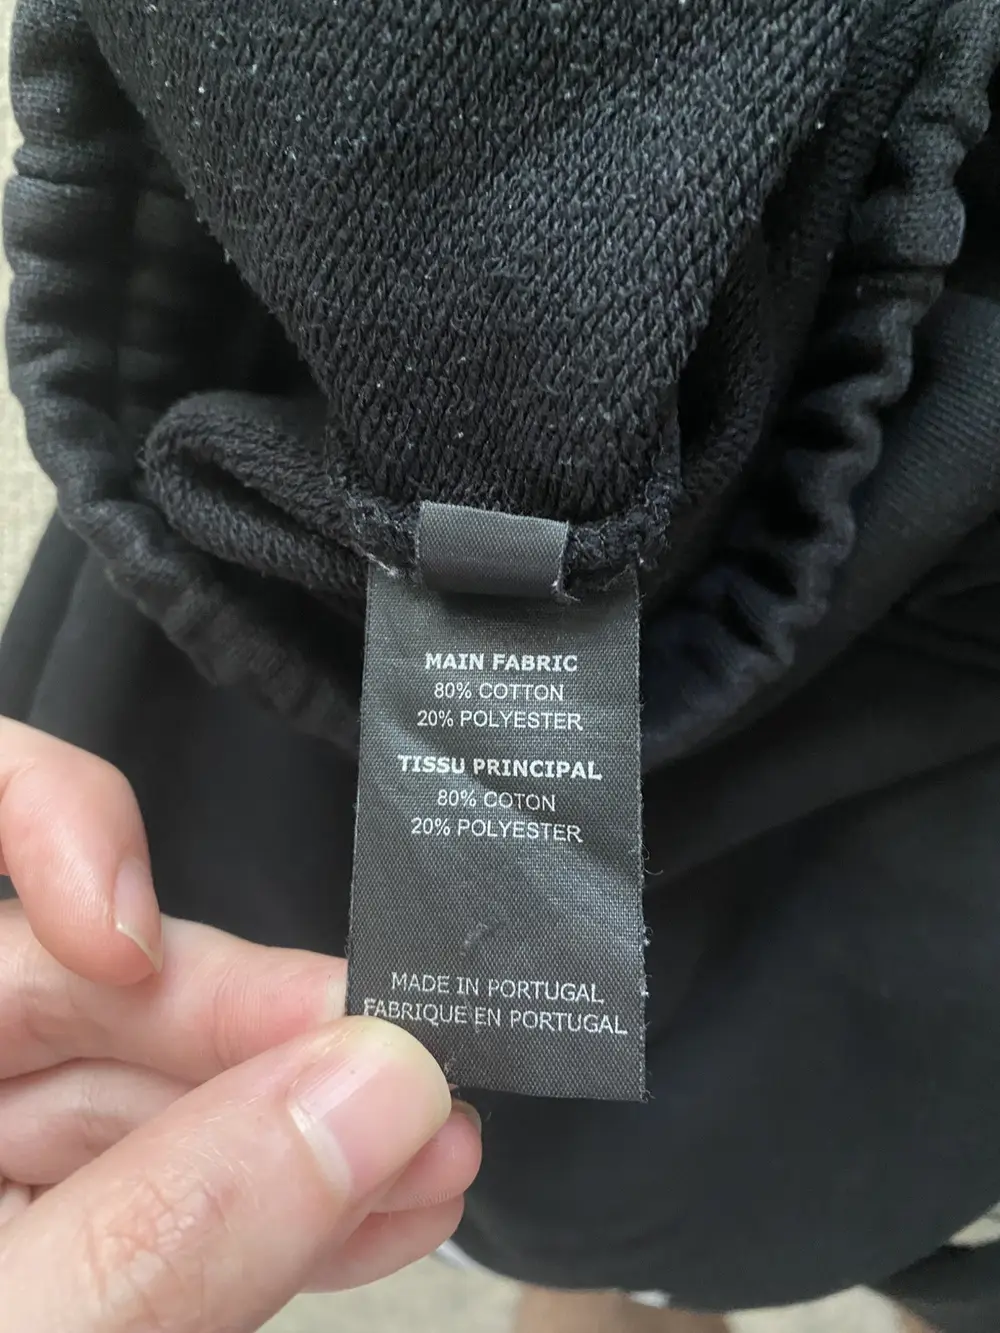 MAIN FABRIC
80% COTTON
20% POLYESTER
TISSU PRINCIPAL
80% COTON
20% POLYESTER
MADE IN PORTUGAL
FABRIQUE EN PORTUGAL